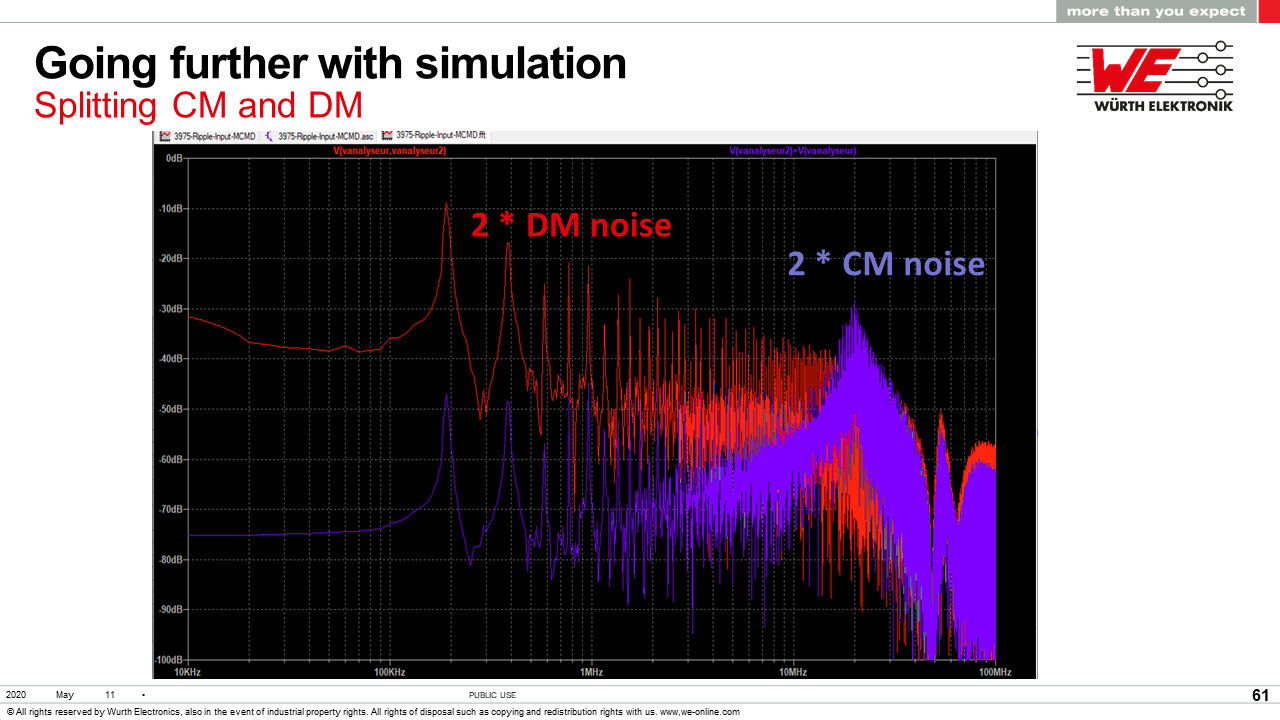 more than you expect
Going further with simulation
Splitting CM and DM
WE
WÜRTH ELEKTRONIK
3975-Ripple-Input-MCMD
3975-Ripple-Input-MCMD.asc
3975-Ripple-Input-MCMD.fft
V(vanalyseur,vanalyseur2)
V(vanalyseur2)+V(vanalyseur)
0dB
-10dB
-20dB
-30dB
-40dB
-50dB
-60dB
-70dB
-80dB
-90dB
-100dB
2 * DM noise
2 * CM noise
10KHz
100KHz
1MHz
10MHz
100MHz
2020 May 11 •
PUBLIC USE
61
© All rights reserved by Wurth Electronics, also in the event of industrial property rights. All rights of disposal such as copying and redistribution rights with us. www,we-online.com